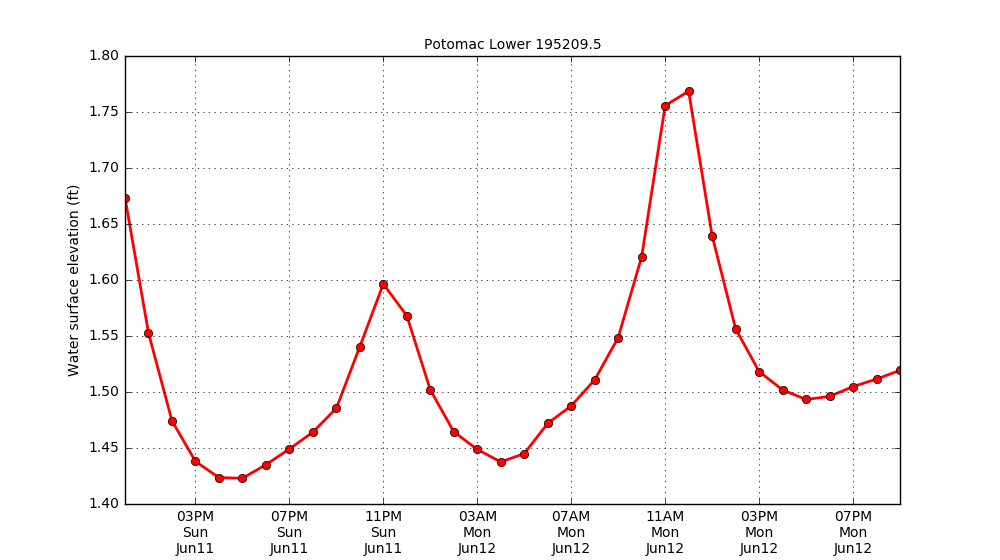 Potomac Lower 195209.5
Water surface elevation (ft)
1.80
1.75
1.70
1.65
1.60
1.55
1.50
1.45
1.40
03PM 07PM 11PM 03AM 07AM 11AM 03PM 07PM
Sun Sun Sun Mon Mon Mon Mon Mon
Jun11 Jun11 Jun11 Jun12 Jun12 Jun12 Jun12 Jun12